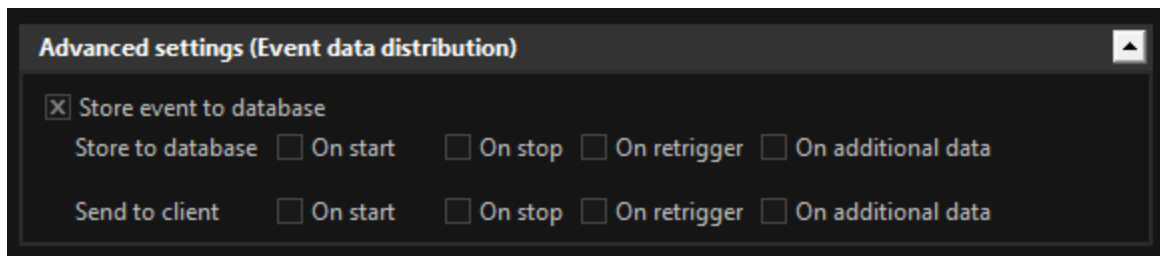 Advanced settings (Event data distribution)
Store event to database
Store to database On start On stop On retrigger On additional data
Send to client On start On stop On retrigger On additional data